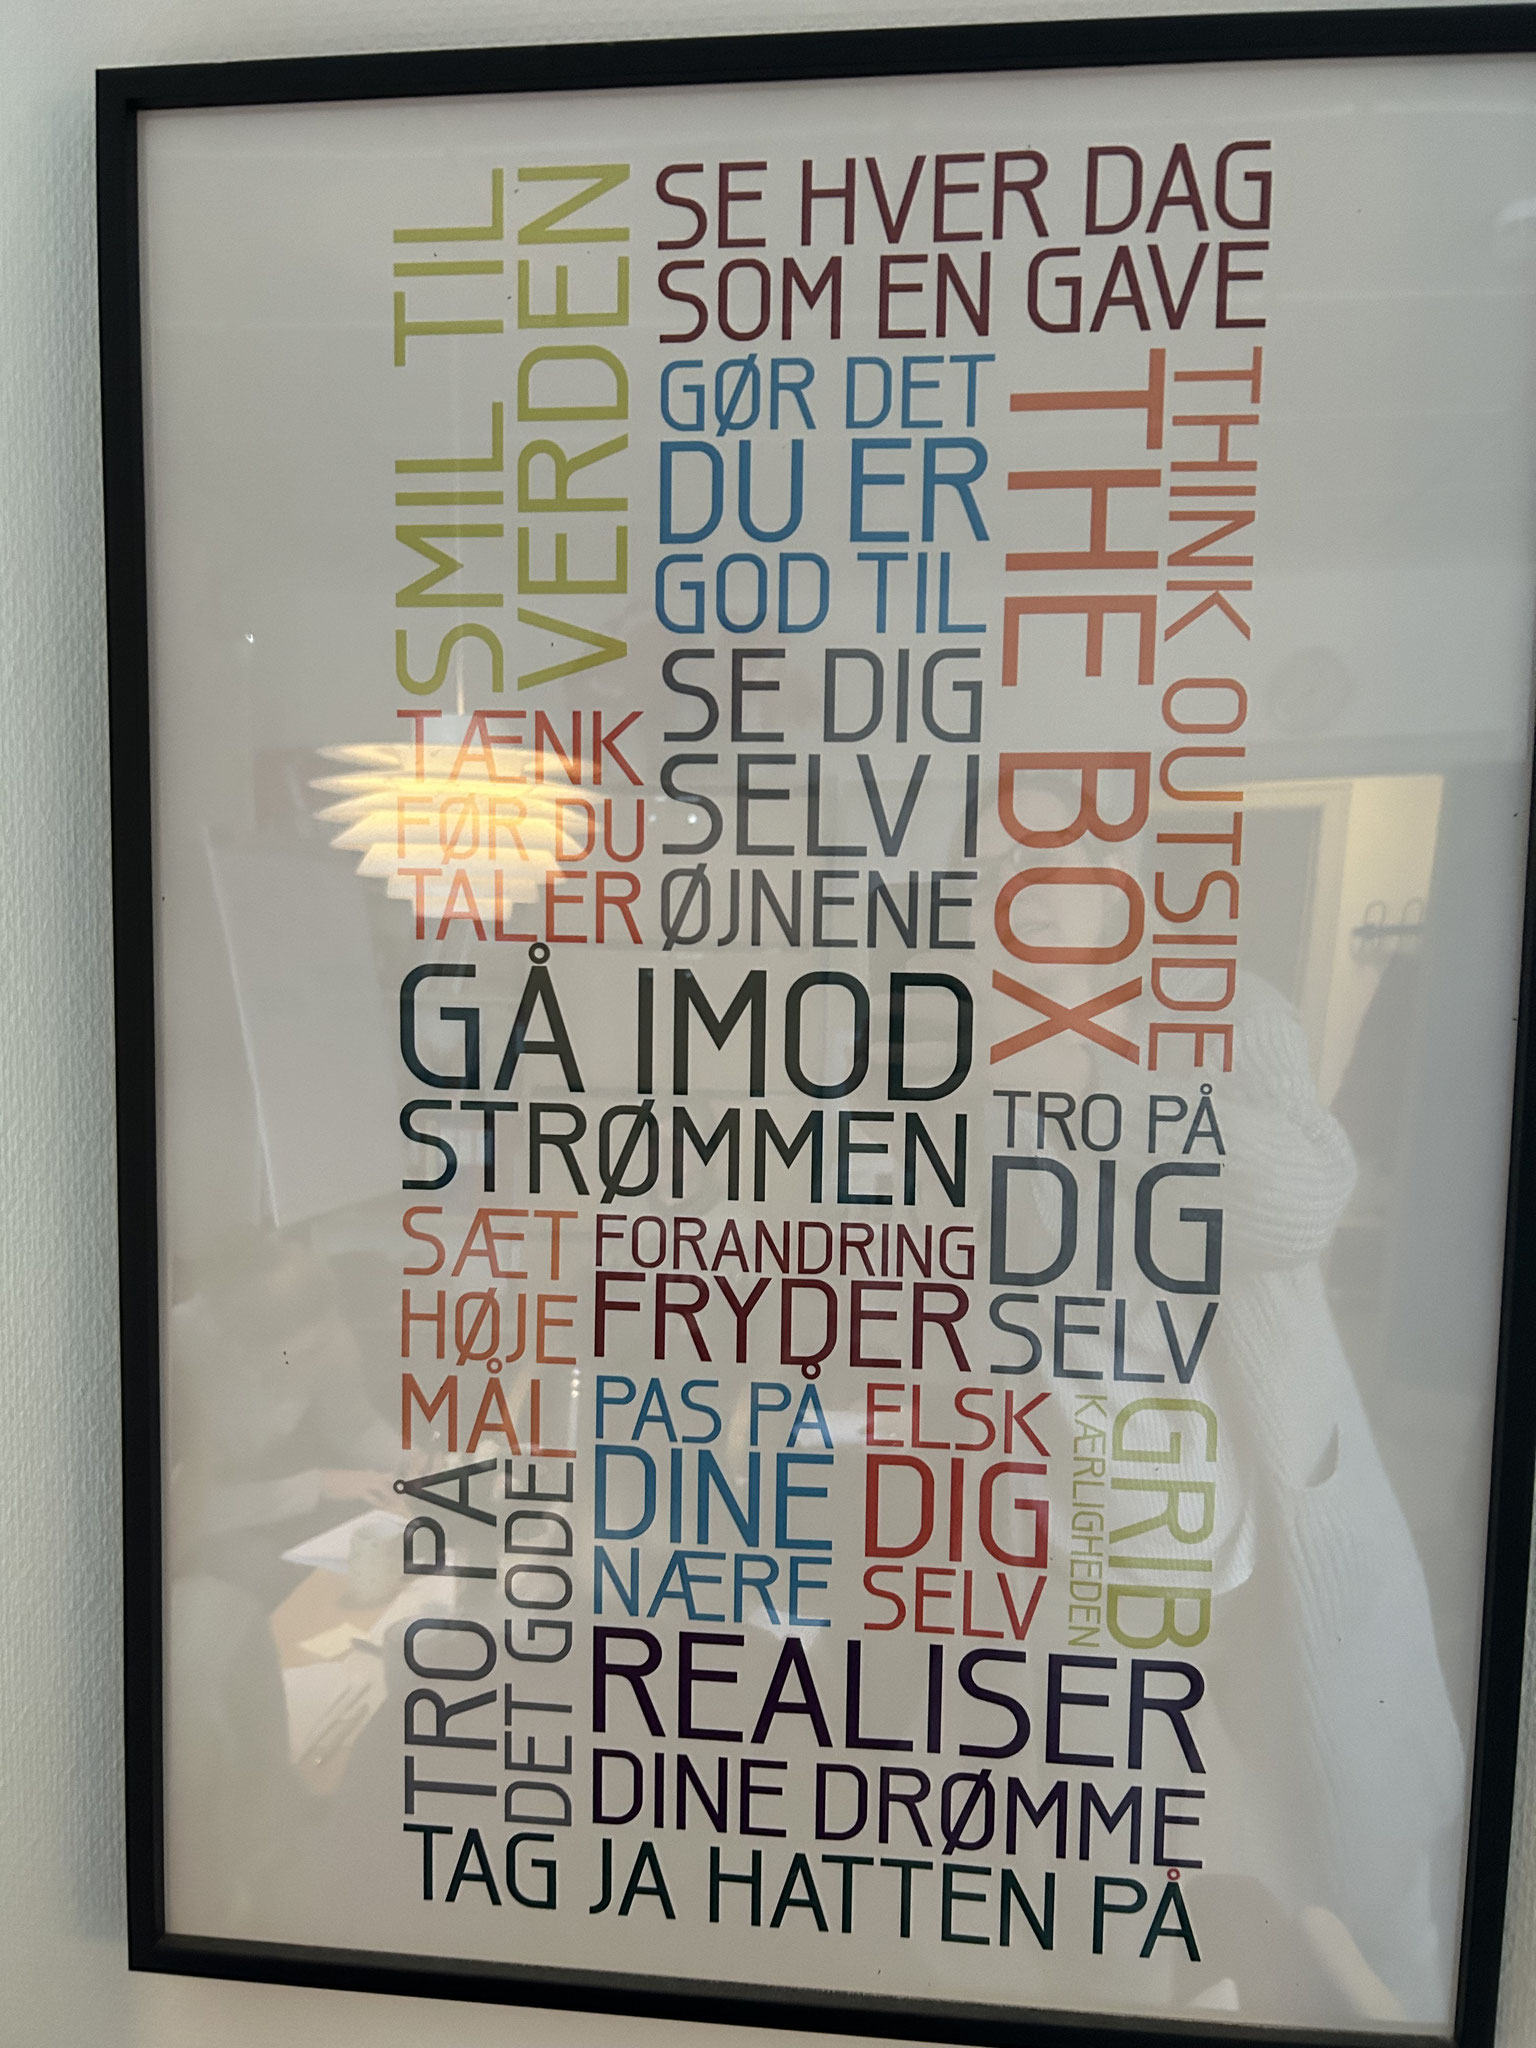 SMIL TIL
VERDEN
SE HVER DAG
SOM EN GAVE
GØR DET
DU ER
GOD TIL
THINK OUTSIDE
THE BOX
SE DIG
SELV I
ØJNENE
TÆNK
FØR DU
TALER
GÅ IMOD
STRØMMEN
TRO PÅ
DIG
SELV
SÆT
HØJE
MÅL
FORANDRING
FRYDER
PAS PÅ
DINE
NÆRE
ELSK
DIG
SELV
GRIB
KÆRLIGHEDEN
TRO PÅ
DET GODE
REALISER
DINE DRØMME
TAG JA HATTEN PÅ